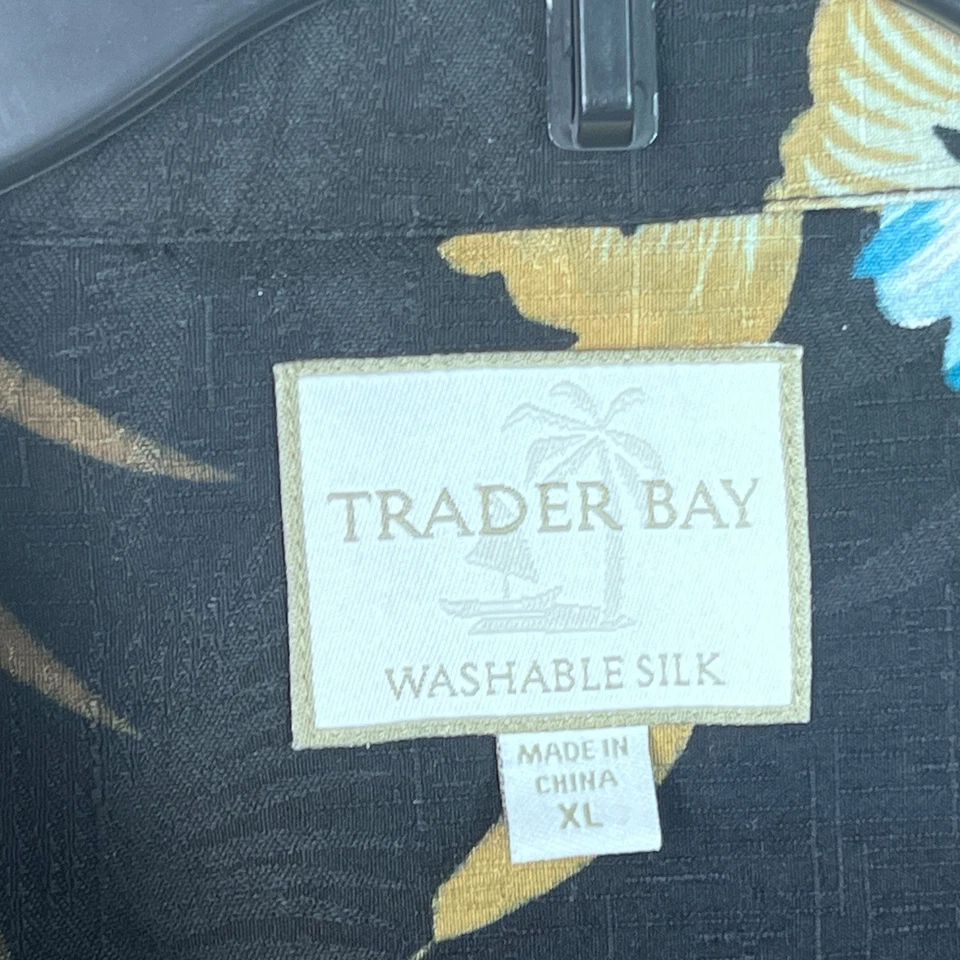 TRADER BAY
WASHABLE SILK
MADE IN
CHINA
XL